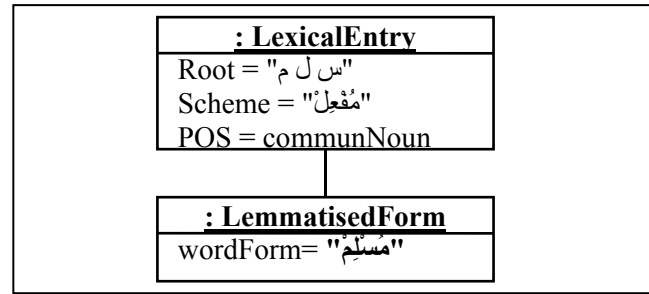 : LexicalEntry
Root = "س ل م"
Scheme = "مُفْعِلْ"
POS = communNoun
: LemmatisedForm
wordForm= "مُسْلِمْ"